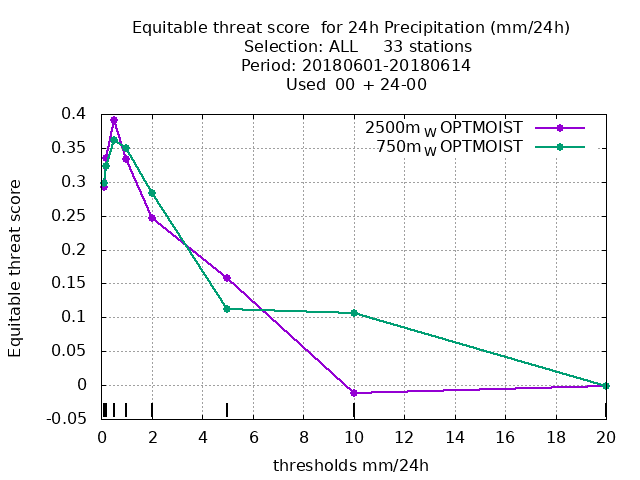 Equitable threat score for 24h Precipitation (mm/24h)
Selection: ALL 33 stations
Period: 20180601-20180614
Used 00 + 24-00
2500m W OPTMOIST
750m W OPTMOIST
Equitable threat score
0.4
0.35
0.3
0.25
0.2
0.15
0.1
0.05
0
-0.05
0 2 4 6 8 10 12 14 16 18 20
thresholds mm/24h